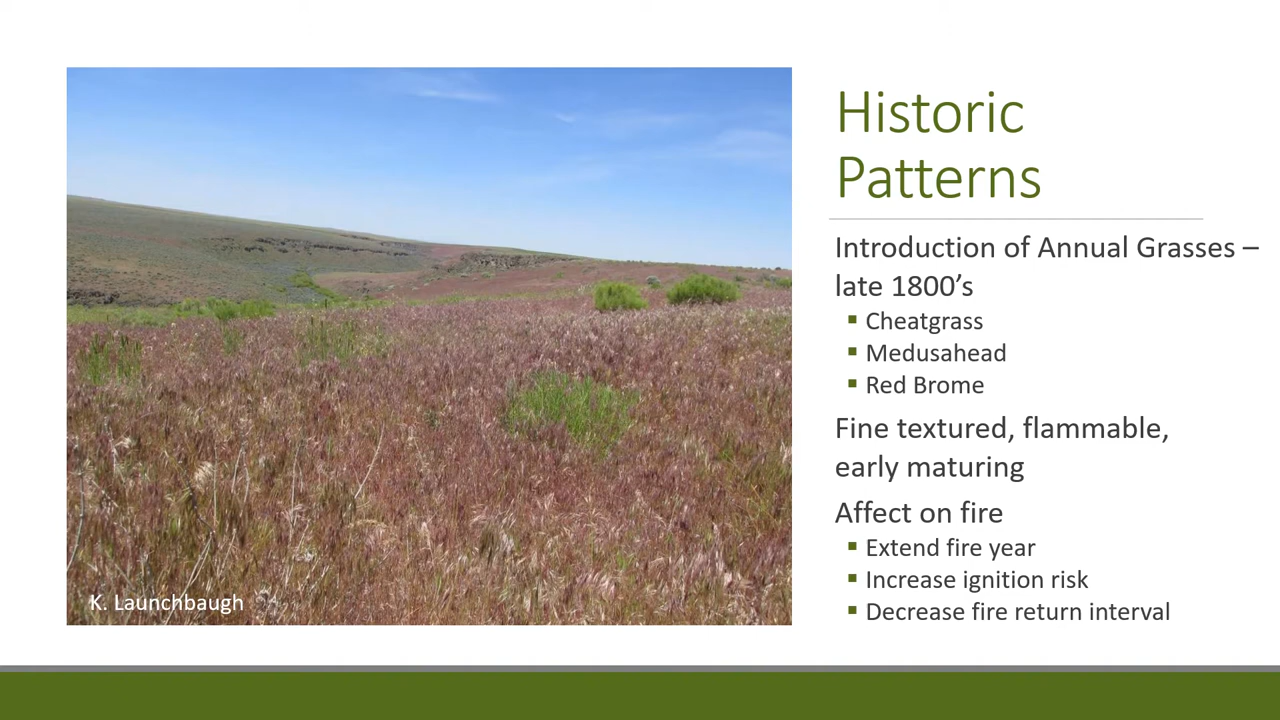 Historic
Patterns
Introduction of Annual Grasses –
late 1800’s
Cheatgrass
Medusahead
Red Brome
Fine textured, flammable,
early maturing
Affect on fire
Extend fire year
Increase ignition risk
Decrease fire return interval
K. Launchbaugh